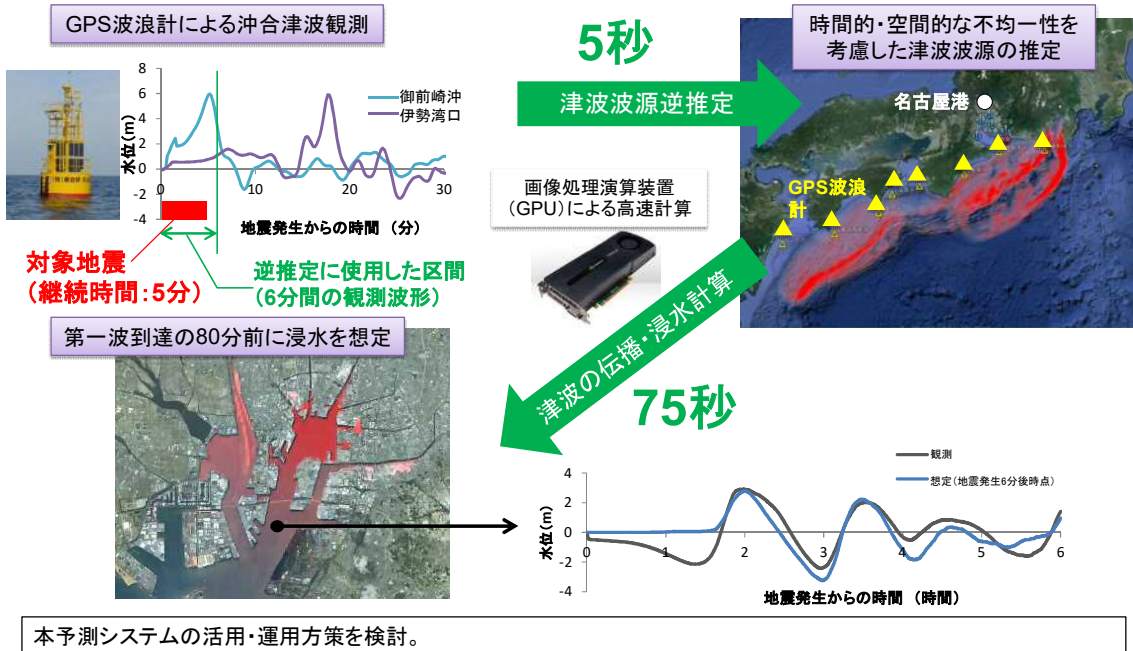 GPS波浪計による沖合津波観測
8
6
4
2
0
-2
-4
水位(m)
御前崎沖
伊勢湾口
0
10
20
30
地震発生からの時間 (分)
対象地震
(継続時間:5分)
逆推定に使用した区間
(6分間の観測波形)
5秒
津波波源逆推定
画像処理演算装置
(GPU)による高速計算
時間的・空間的な不均一性を
考慮した津波波源の推定
名古屋港
GPS波浪
計
津波の伝播・浸水計算
75秒
第一波到達の80分前に浸水を想定
観測
想定(地震発生6分後時点)
4
2
0
-2
-4
水位(m)
0
1
2
3
4
5
6
地震発生からの時間 (時間)
本予測システムの活用・運用方策を検討。